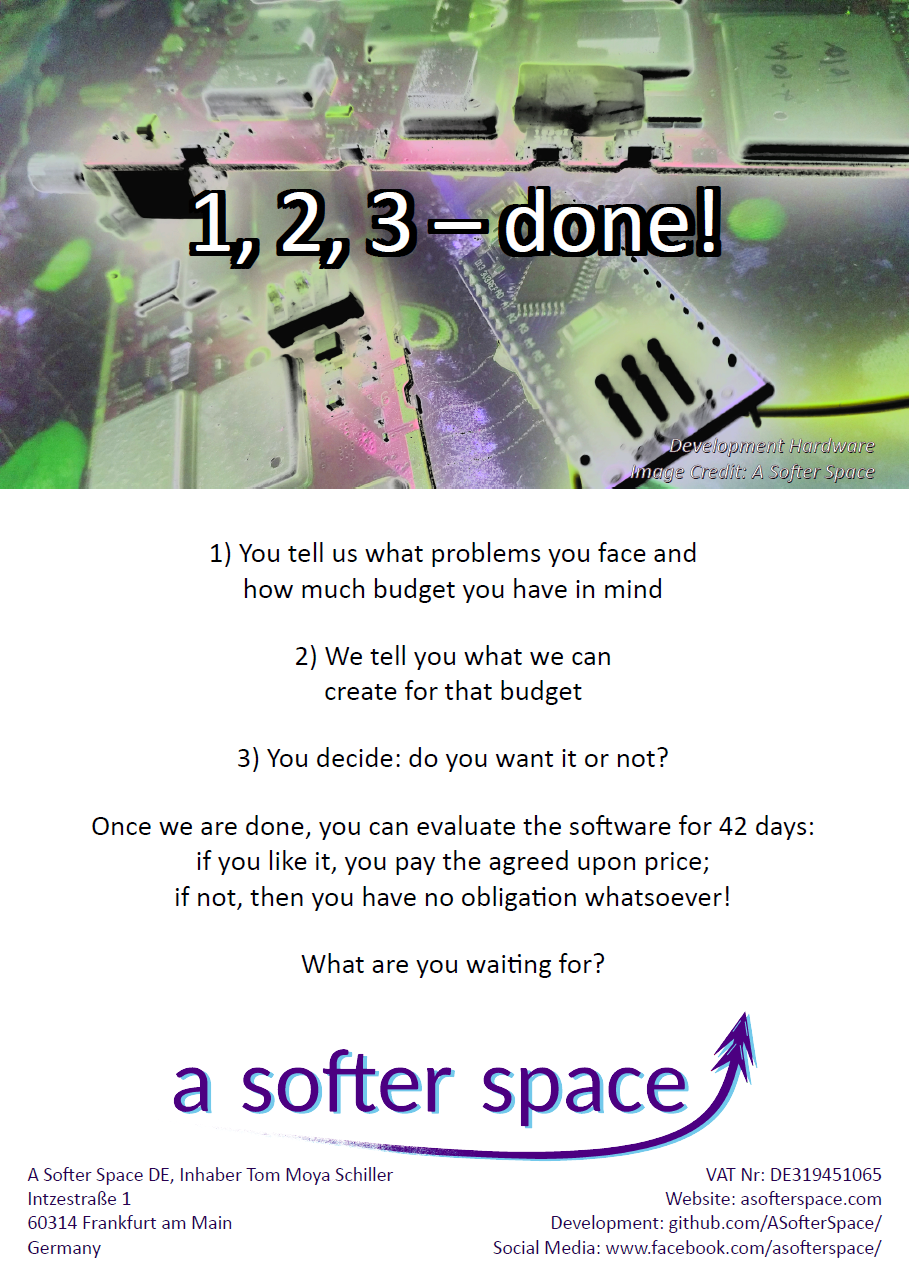 1, 2, 3 – done!
Development Hardware
Image Credit: A Softer Space
1) You tell us what problems you face and
how much budget you have in mind
2) We tell you what we can
create for that budget
3) You decide: do you want it or not?
Once we are done, you can evaluate the software for 42 days:
if you like it, you pay the agreed upon price;
if not, then you have no obligation whatsoever!
What are you waiting for?
a softer space
A Softer Space DE, Inhaber Tom Moya Schiller
Intzestraße 1
60314 Frankfurt am Main
Germany
VAT Nr: DE319451065
Website: asofterspace.com
Development: github.com/ASofterSpace/
Social Media: www.facebook.com/asofterspace/